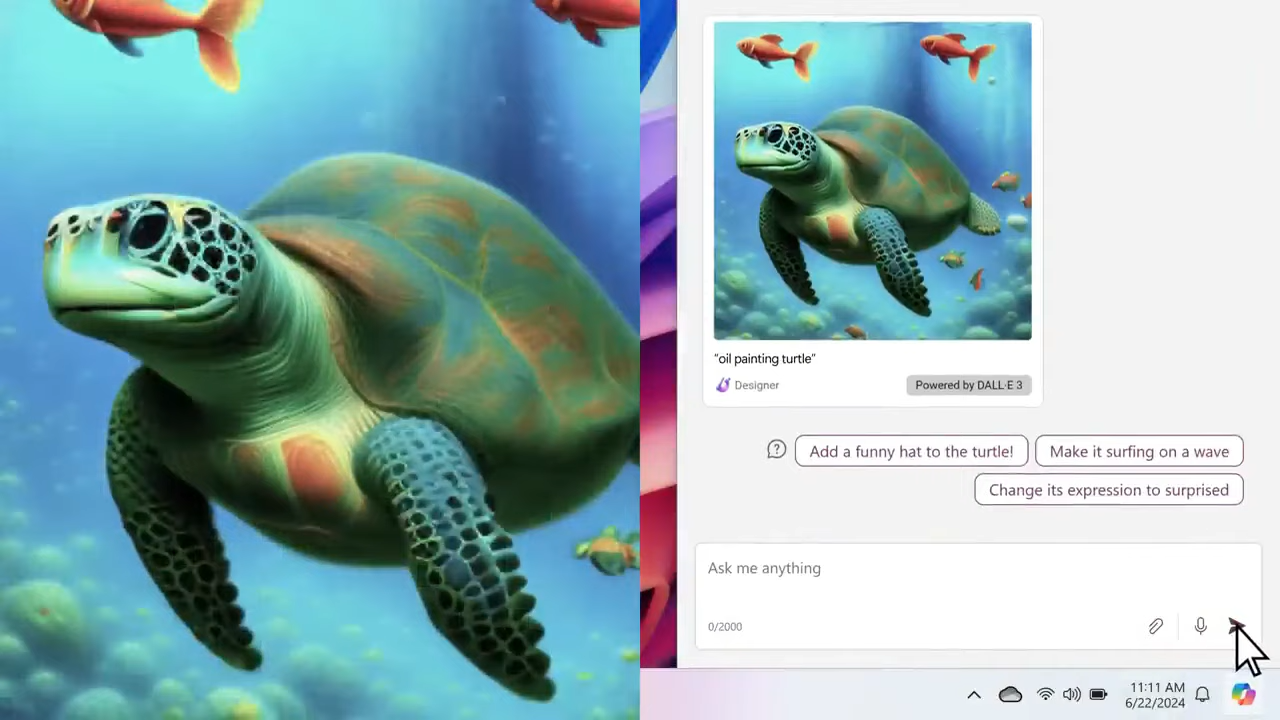 "oil painting turtle"
Designer
Powered by DALL·E 3
Add a funny hat to the turtle!
Make it surfing on a wave
Change its expression to surprised
Ask me anything
0/2000
11:11 AM
6/22/2024